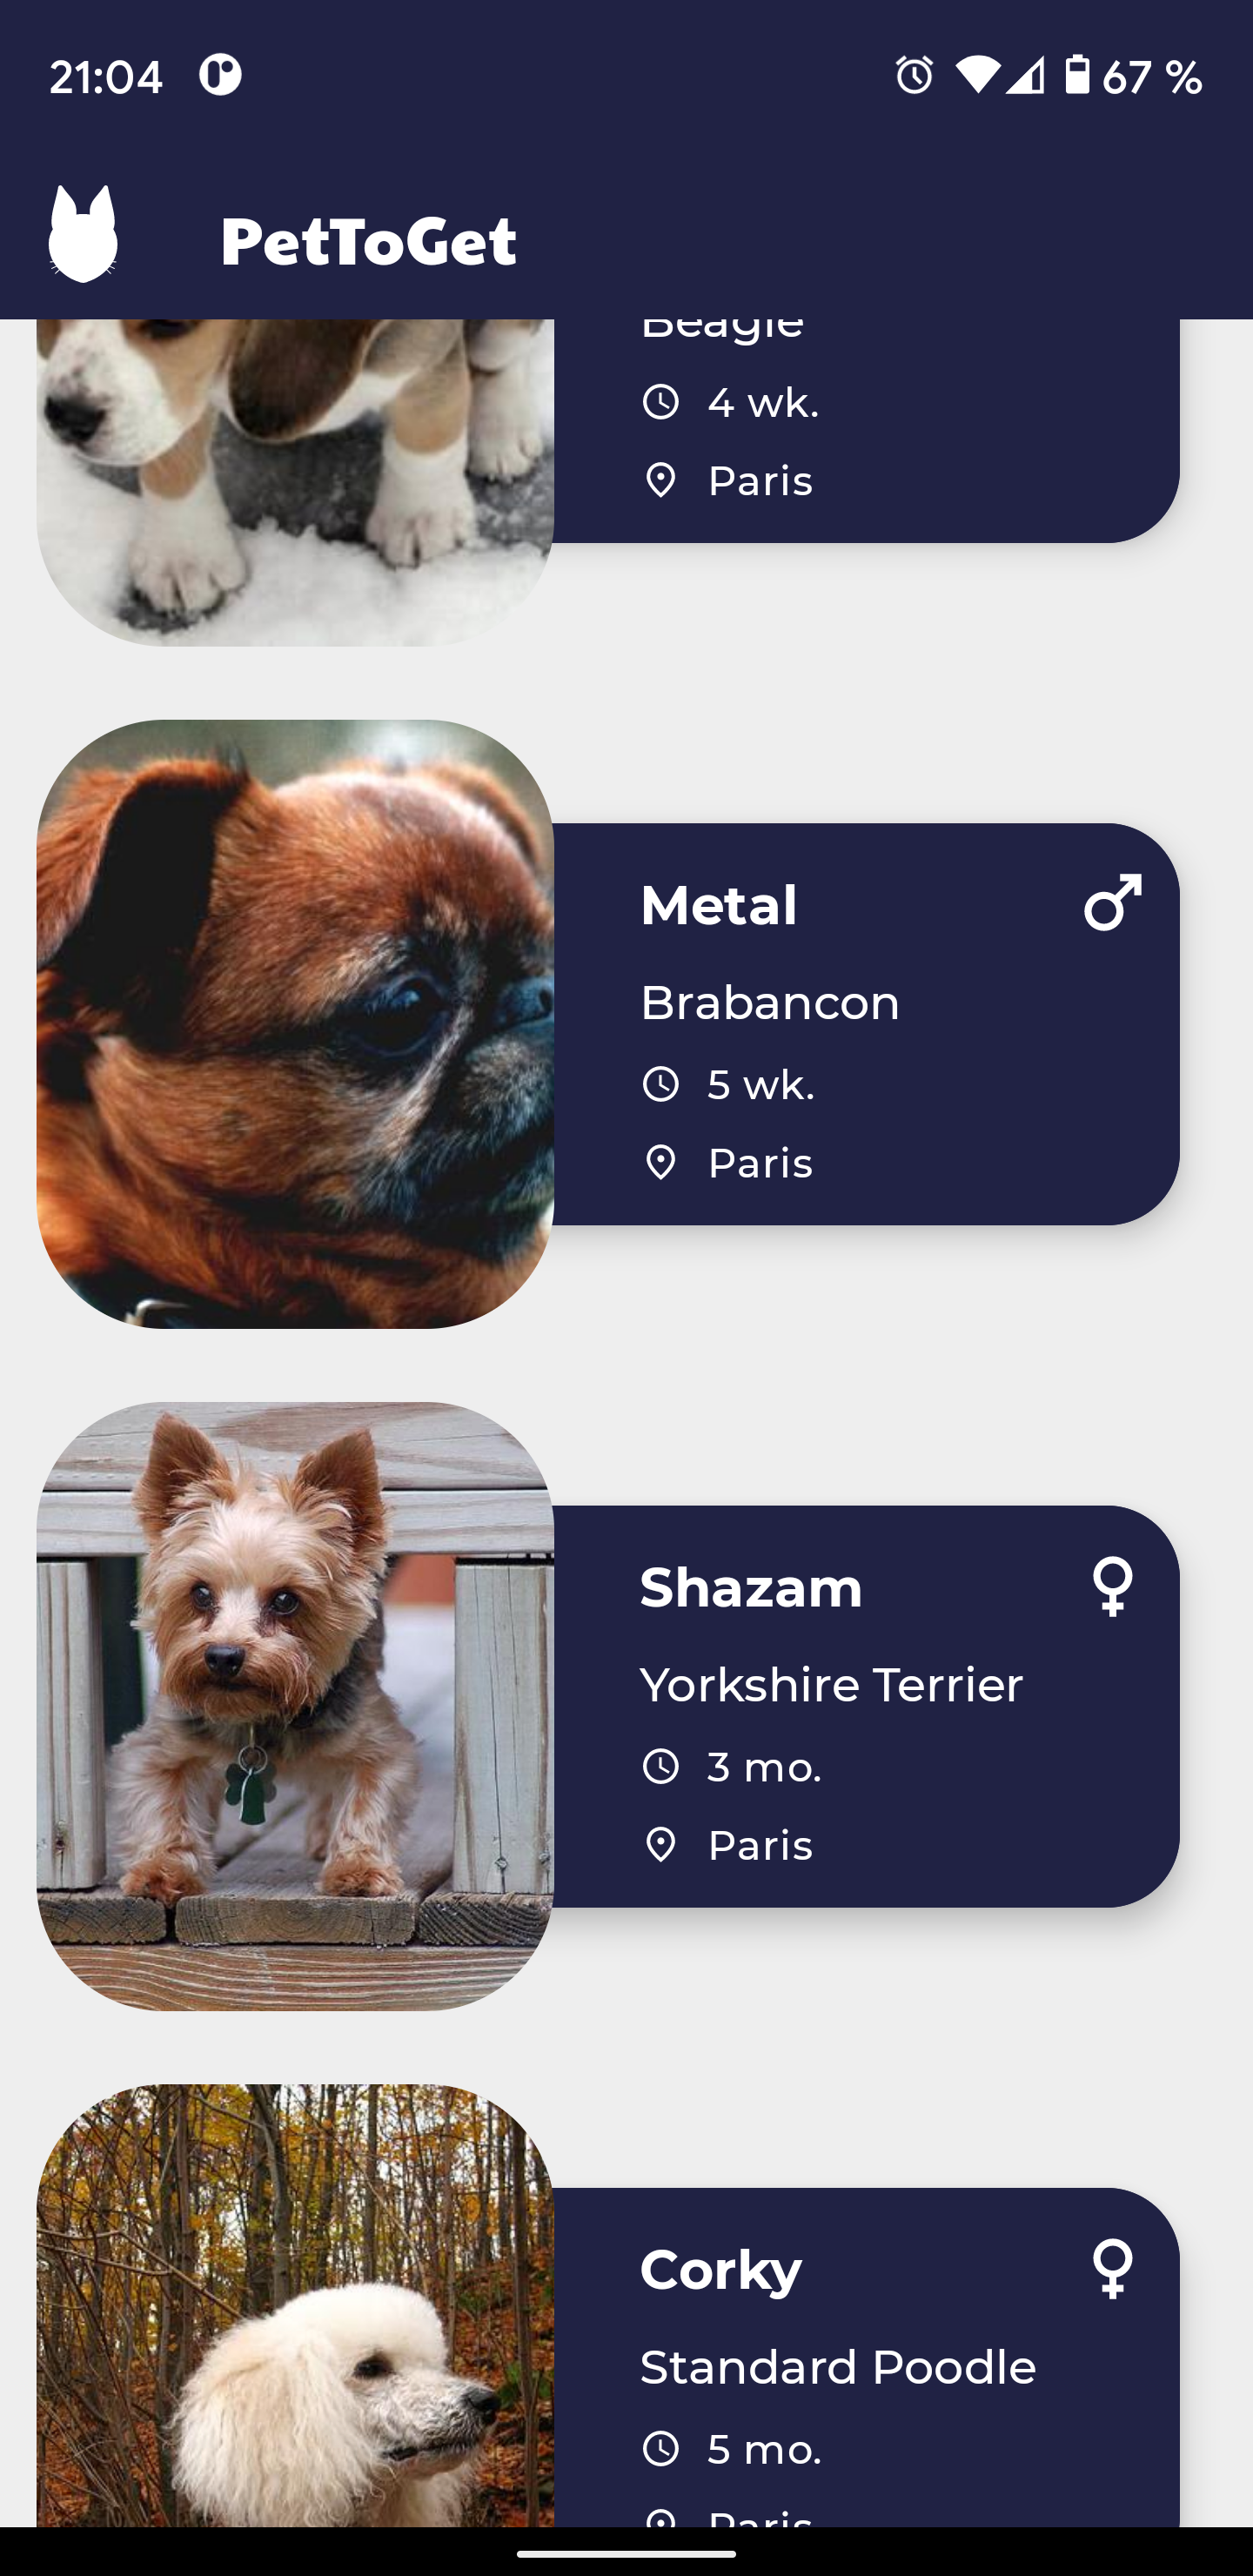 21:04 67 %
PetToGet
Beagle
4 wk.
Paris
Metal
Brabancon
5 wk.
Paris
Shazam
Yorkshire Terrier
3 mo.
Paris
Corky
Standard Poodle
5 mo.
Paris